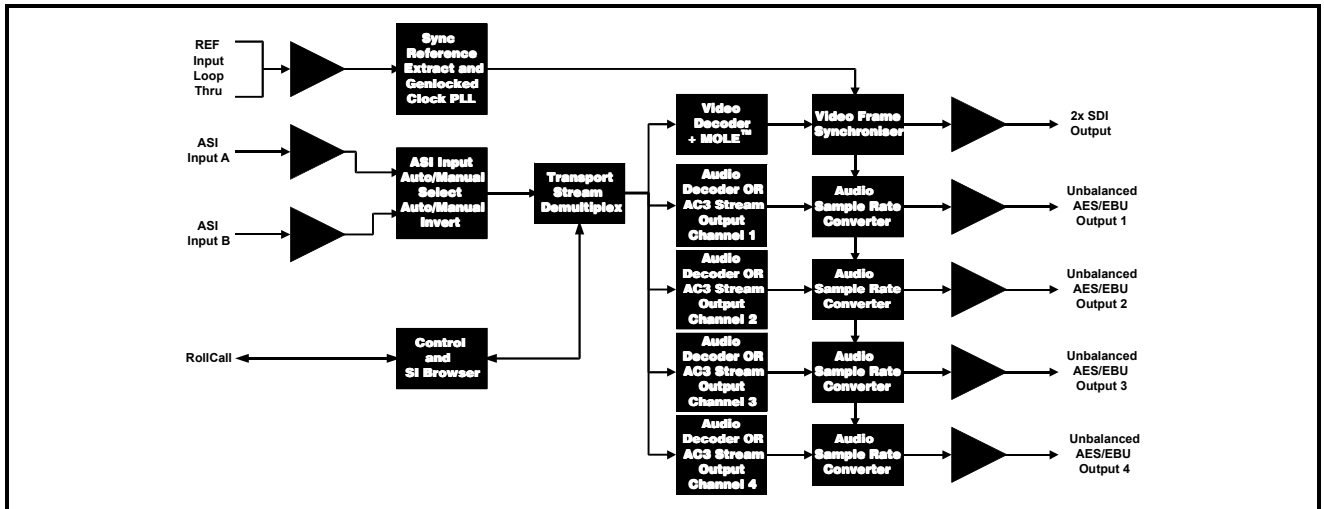 REF
Input
Loop
Thru
Sync
Reference
Extract and
Genlocked
Clock PLL
ASI
Input A
ASI
Input B
ASI Input
Auto/Manual
Select
Auto/Manual
Invert
Transport
Stream
Demultiplex
RollCall
Control
and
SI Browser
Video
Decoder
+ MOLE™
Video Frame
Synchroniser
2x SDI
Output
Audio
Decoder OR
AC3 Stream
Output
Channel 1
Audio
Sample Rate
Converter
Unbalanced
AES/EBU
Output 1
Audio
Decoder OR
AC3 Stream
Output
Channel 2
Audio
Sample Rate
Converter
Unbalanced
AES/EBU
Output 2
Audio
Decoder OR
AC3 Stream
Output
Channel 3
Audio
Sample Rate
Converter
Unbalanced
AES/EBU
Output 3
Audio
Decoder OR
AC3 Stream
Output
Channel 4
Audio
Sample Rate
Converter
Unbalanced
AES/EBU
Output 4